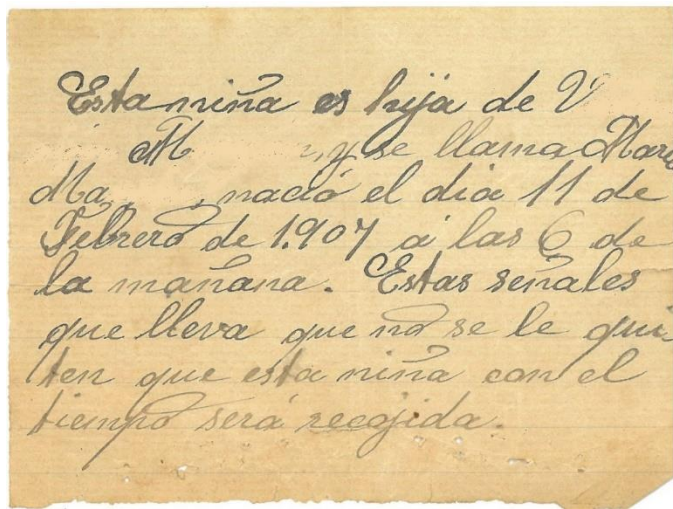 Esta niña es hija de V
M y se llama Mar
Ma nació el dia 11 de
Febrero de 1.907 á las 6 de
la mañana. Estas señales
que lleva que no se le qui
ten que esta niña con el
tiempo será recojida.